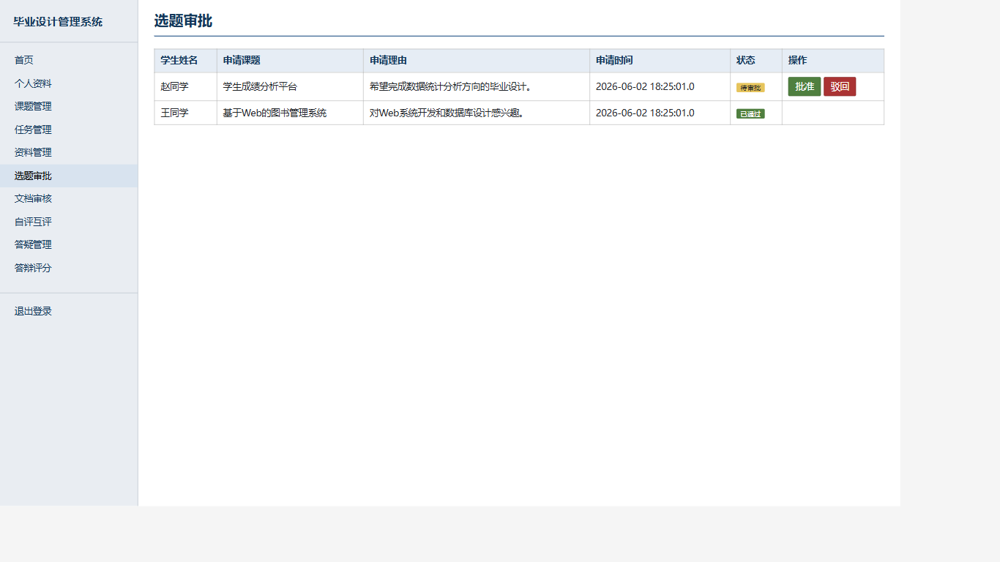 毕业设计管理系统
首页
个人资料
课题管理
任务管理
资料管理
选题审批
文档审核
自评互评
答疑管理
答辩评分
退出登录
选题审批
学生姓名 申请课题 申请理由 申请时间 状态 操作
赵同学 学生成绩分析平台 希望完成数据统计分析方向的毕业设计。 2026-06-02 18:25:01.0 待审批 批准 驳回
王同学 基于Web的图书管理系统 对Web系统开发和数据库设计感兴趣。 2026-06-02 18:25:01.0 已通过